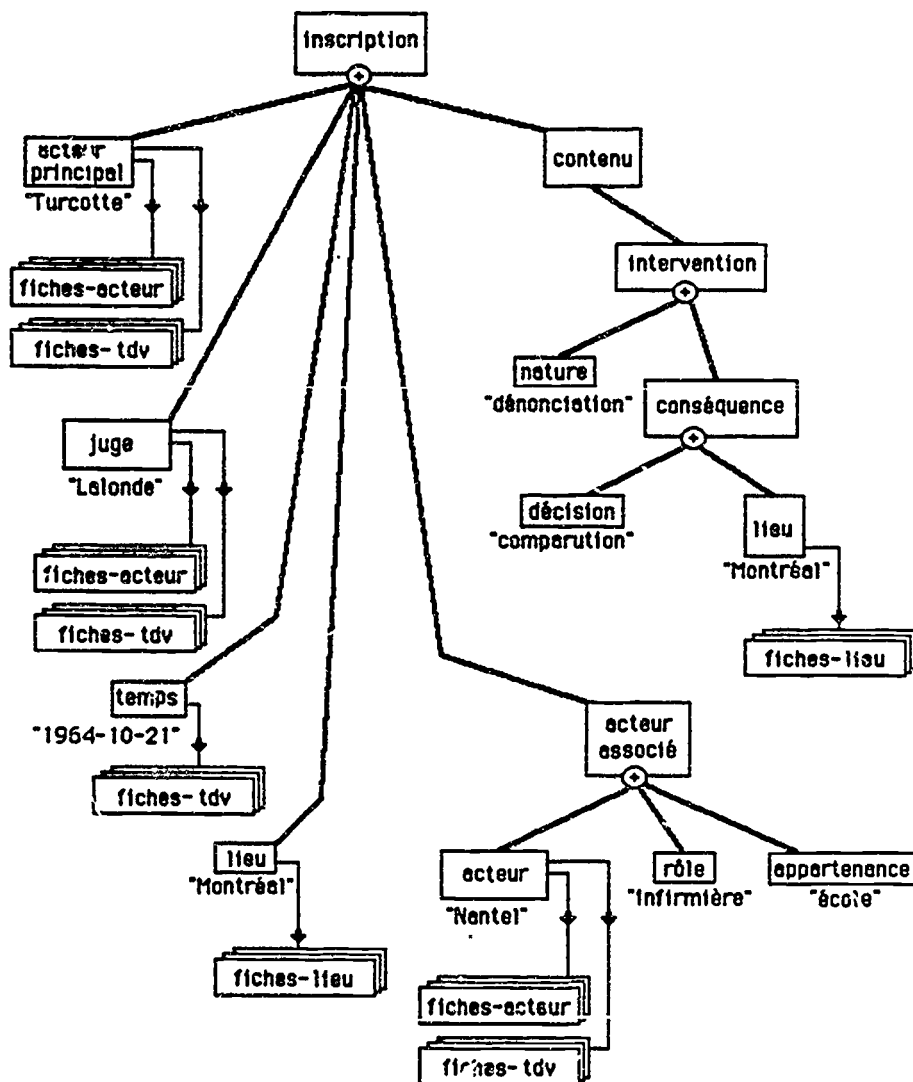 inscription
acteur
principal
"Turcotte"
fiches-acteur
fiches-tdv
contenu
intervention
nature
"dénonciation"
conséquence
décision
"comparution"
lieu
"Montréal"
fiches-lieu
juge
"Lalonde"
fiches-acteur
fiches-tdv
temps
"1964-10-21"
fiches-tdv
lieu
"Montréal"
fiches-lieu
acteur
associé
acteur
"Nantel"
fiches-acteur
fiches-tdv
rôle
"infirmière"
appartenance
"école"